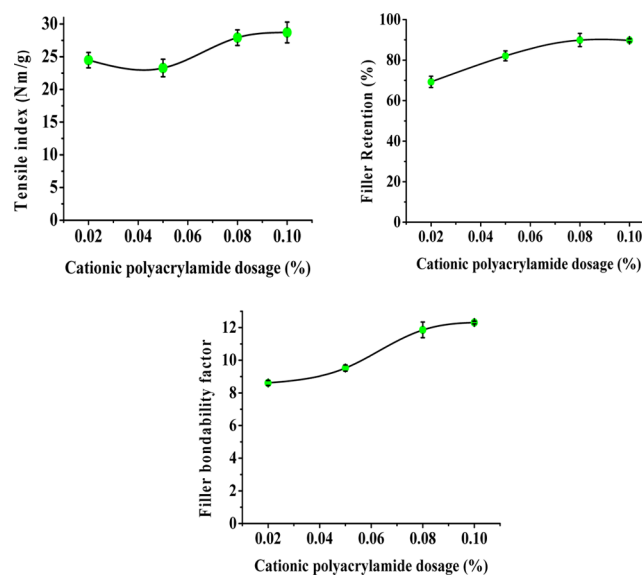 Tensile index (Nm/g)
30
25
20
15
10
5
0
0.02 0.04 0.06 0.08 0.10
Cationic polyacrylamide dosage (%)
Filler Retention (%)
100
80
60
40
20
0
0.02 0.04 0.06 0.08 0.10
Cationic polyacrylamide dosage (%)
Filler bondability factor
12
10
8
6
4
2
0
0.02 0.04 0.06 0.08 0.10
Cationic polyacrylamide dosage (%)